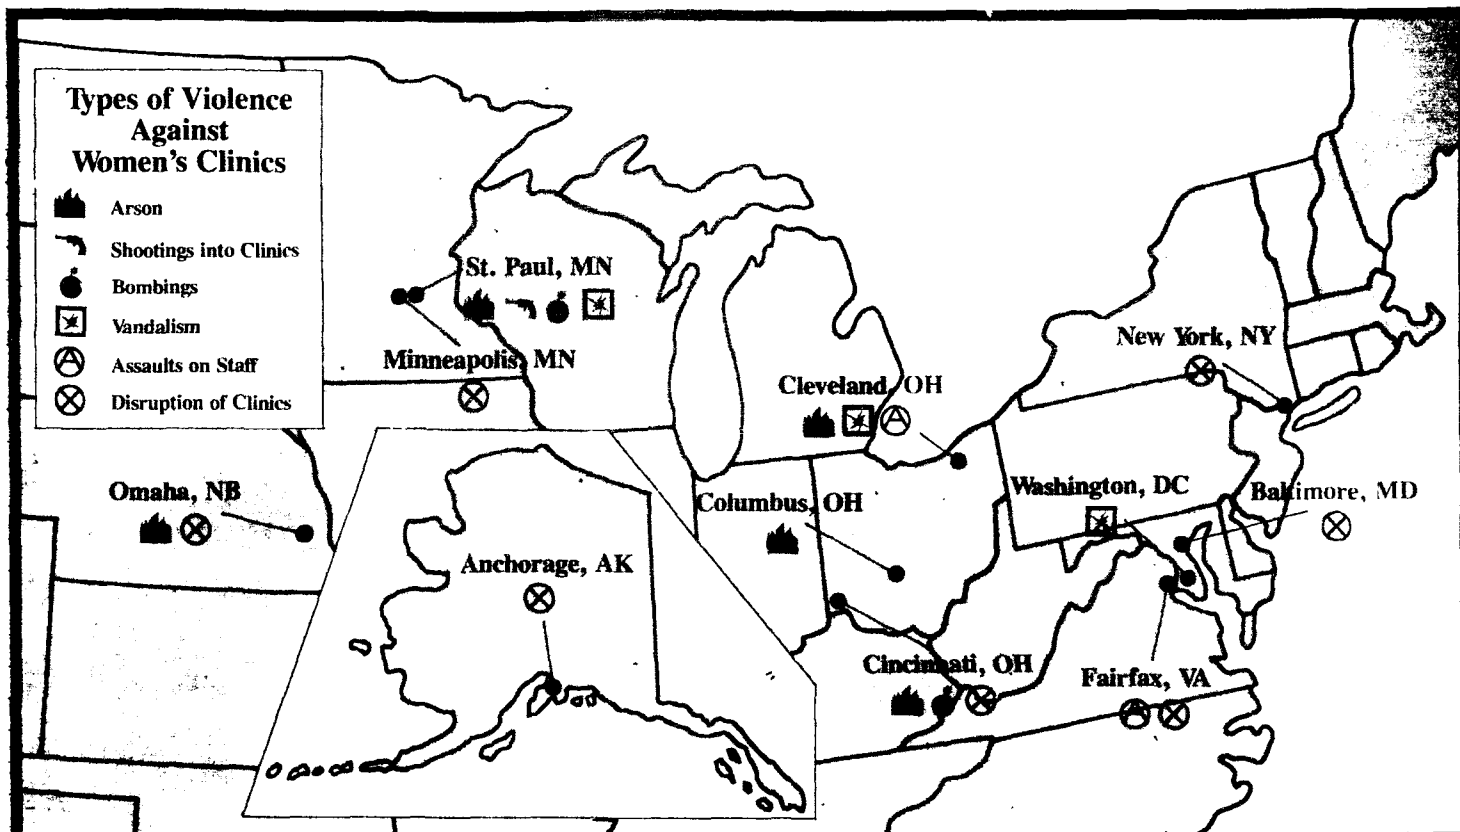 Types of Violence
Against
Women's Clinics
Arson
Shootings into Clinics
Bombings
Vandalism
Assaults on Staff
Disruption of Clinics
St. Paul, MN
Minneapolis, MN
New York, NY
Cleveland, OH
Omaha, NB
Columbus, OH
Washington, DC
Baltimore, MD
Anchorage, AK
Cincinnati, OH
Fairfax, VA